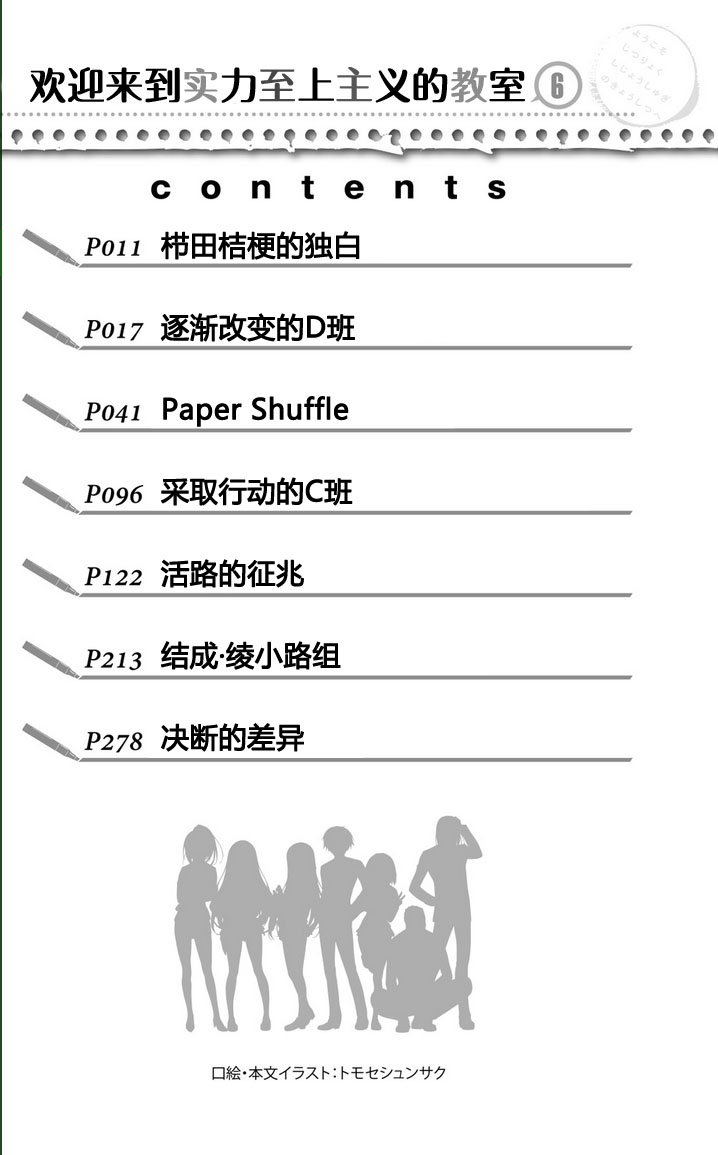 欢迎来到实力至上主义的教室 6
ようこそ
じつりょく
しじょうしゅぎ
のきょうしつへ
contents
P011 栉田桔梗的独白
P017 逐渐改变的D班
P041 Paper Shuffle
P096 采取行动的C班
P122 活路的征兆
P213 结成·绫小路组
P278 决断的差异
口絵・本文イラスト：トモセシュンサク